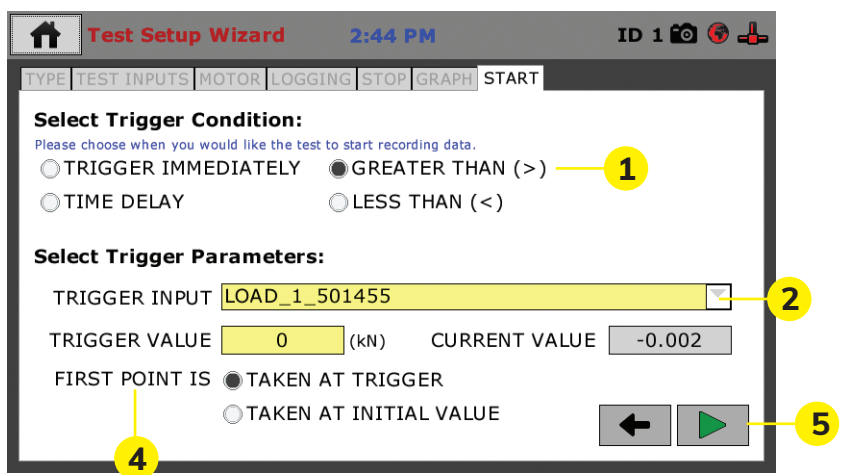 Test Setup Wizard 2:44 PM ID 1
TYPE TEST INPUTS MOTOR LOGGING STOP GRAPH START
Select Trigger Condition:
Please choose when you would like the test to start recording data.
TRIGGER IMMEDIATELY GREATER THAN (>) 1
TIME DELAY LESS THAN (<)
Select Trigger Parameters:
TRIGGER INPUT LOAD_1_501455 2
TRIGGER VALUE 0 (kN) CURRENT VALUE -0.002
FIRST POINT IS TAKEN AT TRIGGER
TAKEN AT INITIAL VALUE
5
4